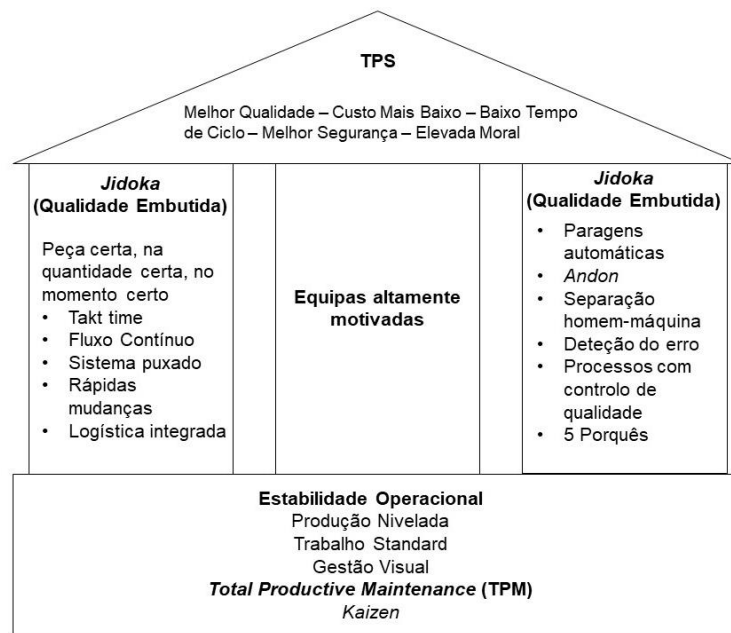 TPS
Melhor Qualidade – Custo Mais Baixo – Baixo Tempo
de Ciclo – Melhor Segurança – Elevada Moral
Jidoka
(Qualidade Embutida)
Peça certa, na
quantidade certa, no
momento certo
• Takt time
• Fluxo Contínuo
• Sistema puxado
• Rápidas
mudanças
• Logística integrada
Equipas altamente
motivadas
Jidoka
(Qualidade Embutida)
• Paragens
automáticas
• Andon
• Separação
homem-máquina
• Deteção do erro
• Processos com
controlo de
qualidade
• 5 Porquês
Estabilidade Operacional
Produção Nivelada
Trabalho Standard
Gestão Visual
Total Productive Maintenance (TPM)
Kaizen